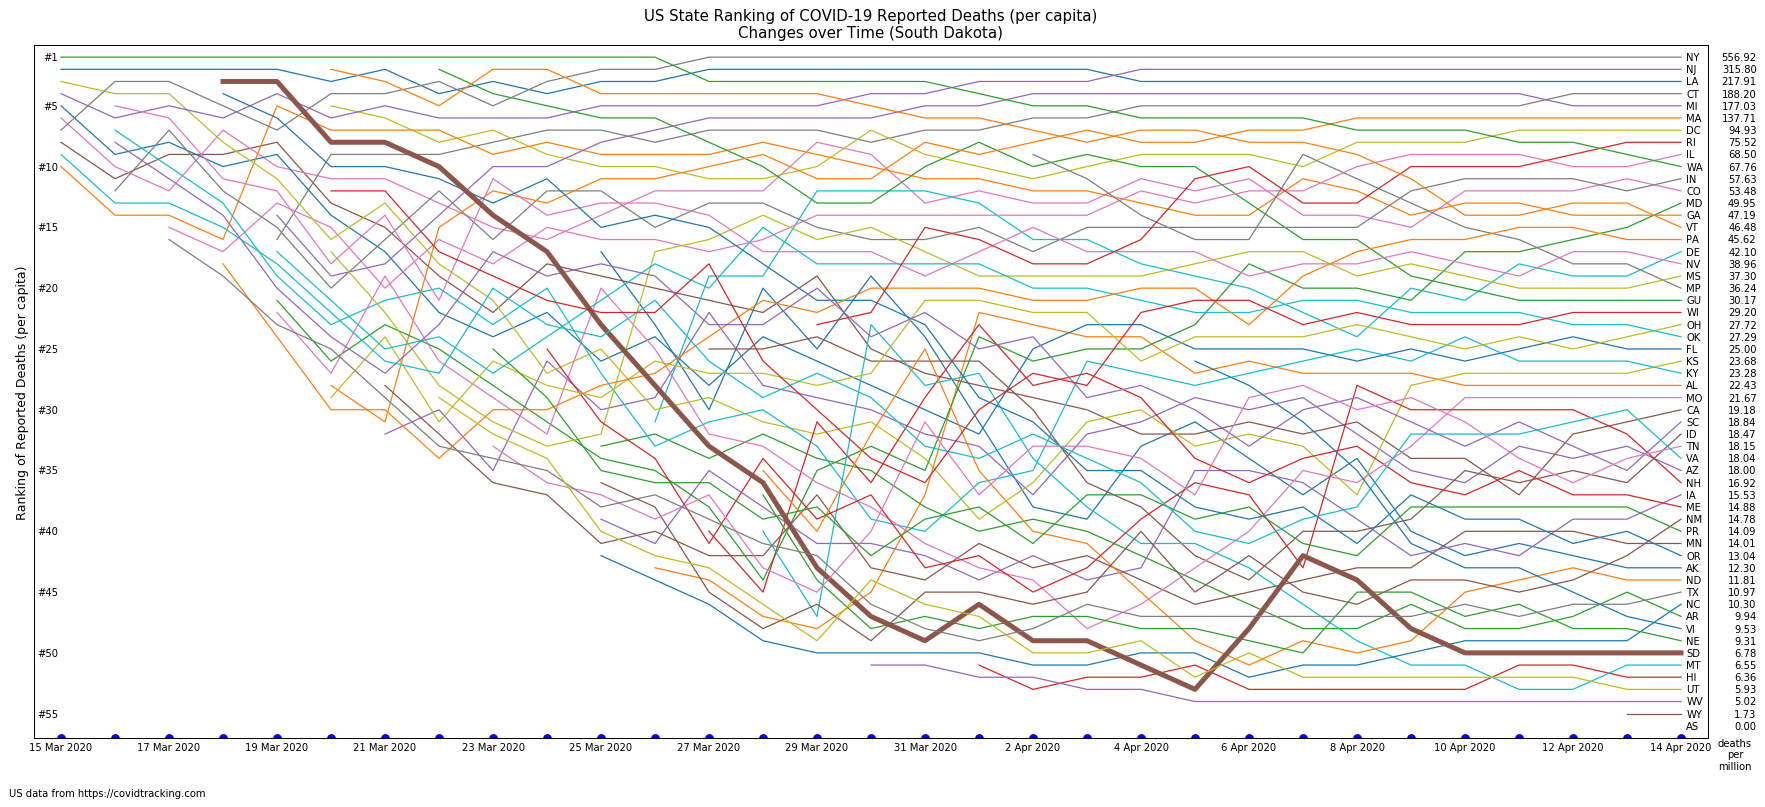 US State Ranking of COVID-19 Reported Deaths (per capita)
Changes over Time (South Dakota)
Ranking of Reported Deaths (per capita)
#1
#5
#10
#15
#20
#25
#30
#35
#40
#45
#50
#55
NY 556.92
NJ 315.80
LA 217.91
CT 188.20
MI 177.03
MA 137.71
DC 94.93
RI 75.52
IL 68.50
WA 67.76
IN 57.63
CO 53.48
MD 49.95
GA 47.19
VT 46.48
PA 45.62
DE 42.10
NV 38.96
MS 37.30
MP 36.24
GU 30.17
WI 29.20
OH 27.72
OK 27.29
FL 25.00
KS 23.68
KY 23.28
AL 22.43
MO 21.67
CA 19.18
SC 18.84
ID 18.47
TN 18.15
VA 18.04
AZ 18.00
NH 16.92
IA 15.53
ME 14.88
NM 14.78
PR 14.09
MN 14.01
OR 13.04
AK 12.30
ND 11.81
TX 10.97
NC 10.30
AR 9.94
VI 9.53
NE 9.31
SD 6.78
MT 6.55
HI 6.36
UT 5.93
WV 5.02
WY 1.73
AS 0.00
15 Mar 2020 17 Mar 2020 19 Mar 2020 21 Mar 2020 23 Mar 2020 25 Mar 2020 27 Mar 2020 29 Mar 2020 31 Mar 2020 2 Apr 2020 4 Apr 2020 6 Apr 2020 8 Apr 2020 10 Apr 2020 12 Apr 2020 14 Apr 2020
deaths
per
million
US data from https://covidtracking.com